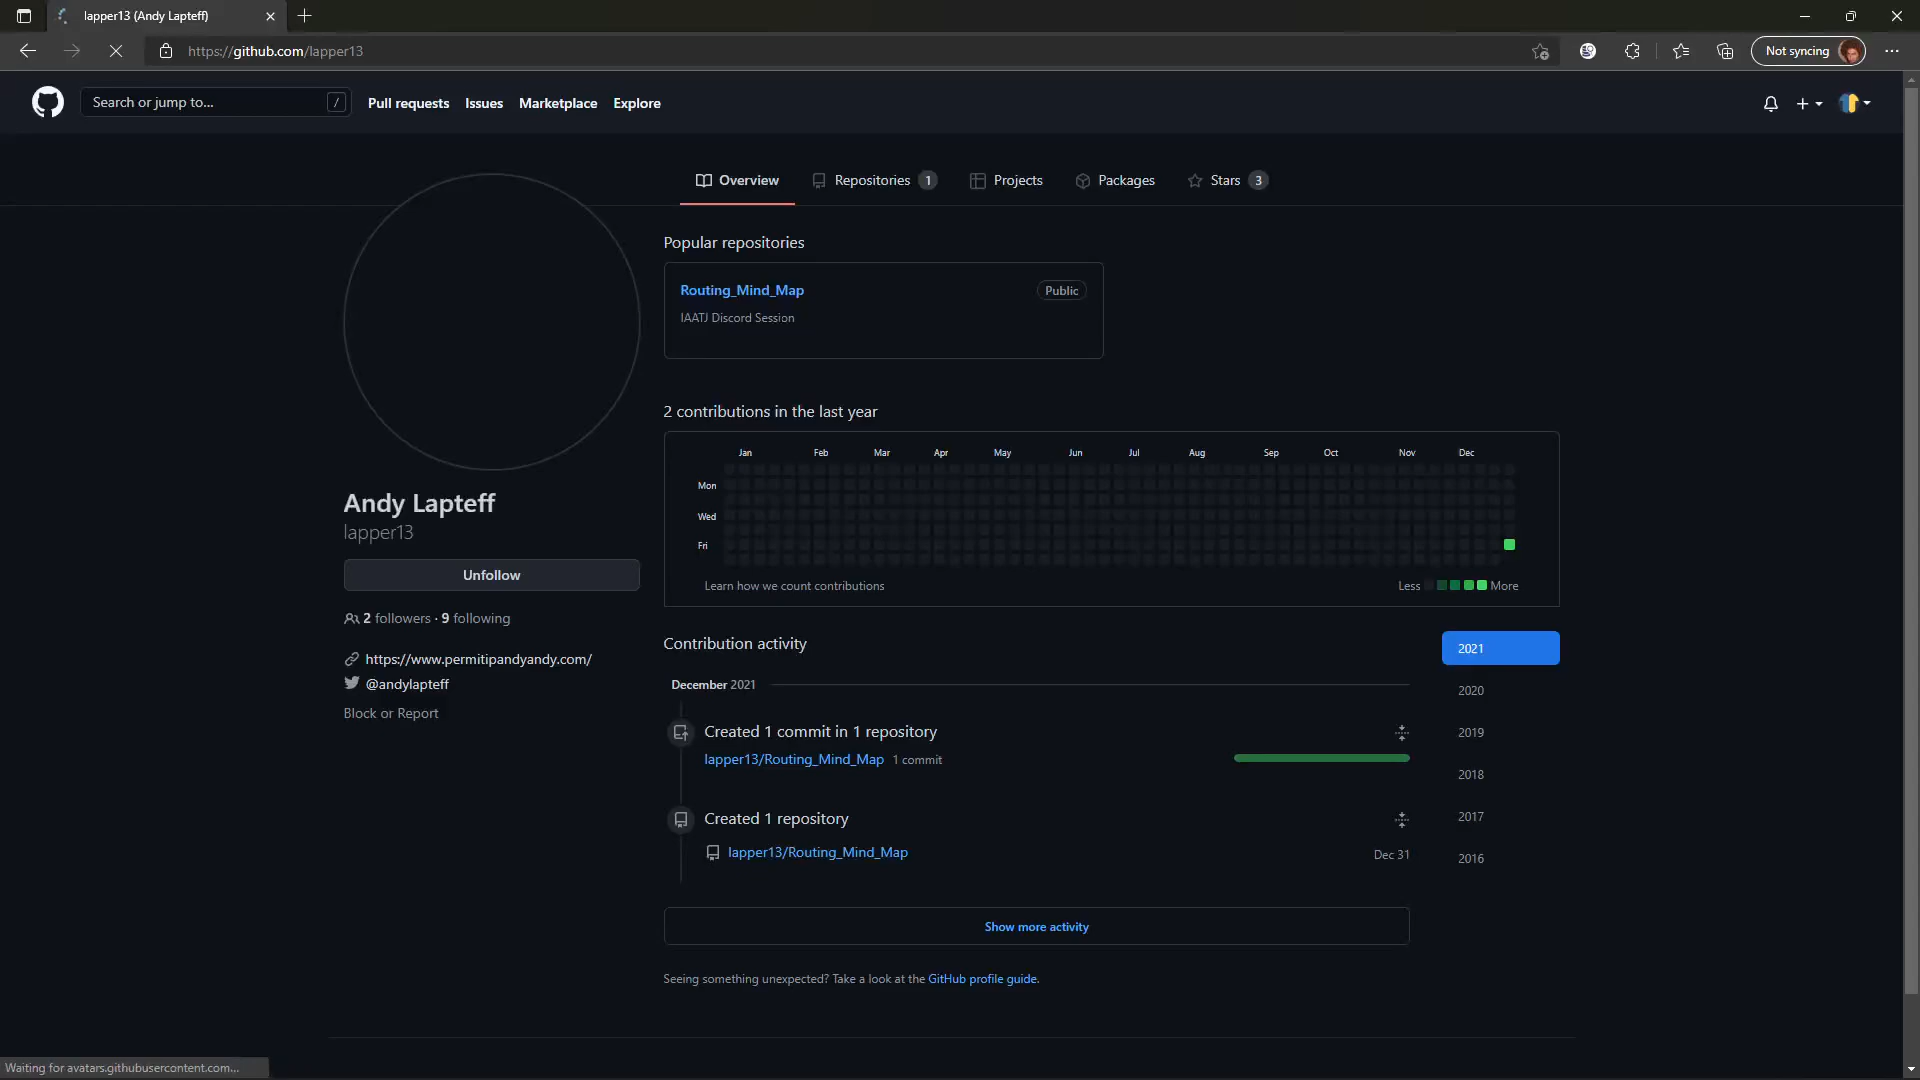 lapper13 (Andy Lapteff)
https://github.com/lapper13
Not syncing
Search or jump to...
/
Pull requests
Issues
Marketplace
Explore
Overview
Repositories 1
Projects
Packages
Stars 3
Popular repositories
Routing_Mind_Map
Public
IAATJ Discord Session
2 contributions in the last year
Jan Feb Mar Apr May Jun Jul Aug Sep Oct Nov Dec
Mon
Wed
Fri
Learn how we count contributions
Less
More
Andy Lapteff
lapper13
Unfollow
2 followers · 9 following
https://www.permitipandyandy.com/
@andylapteff
Block or Report
Contribution activity
December 2021
Created 1 commit in 1 repository
lapper13/Routing_Mind_Map 1 commit
Created 1 repository
lapper13/Routing_Mind_Map
Dec 31
Show more activity
Seeing something unexpected? Take a look at the GitHub profile guide.
2021
2020
2019
2018
2017
2016
Waiting for avatars.githubusercontent.com...